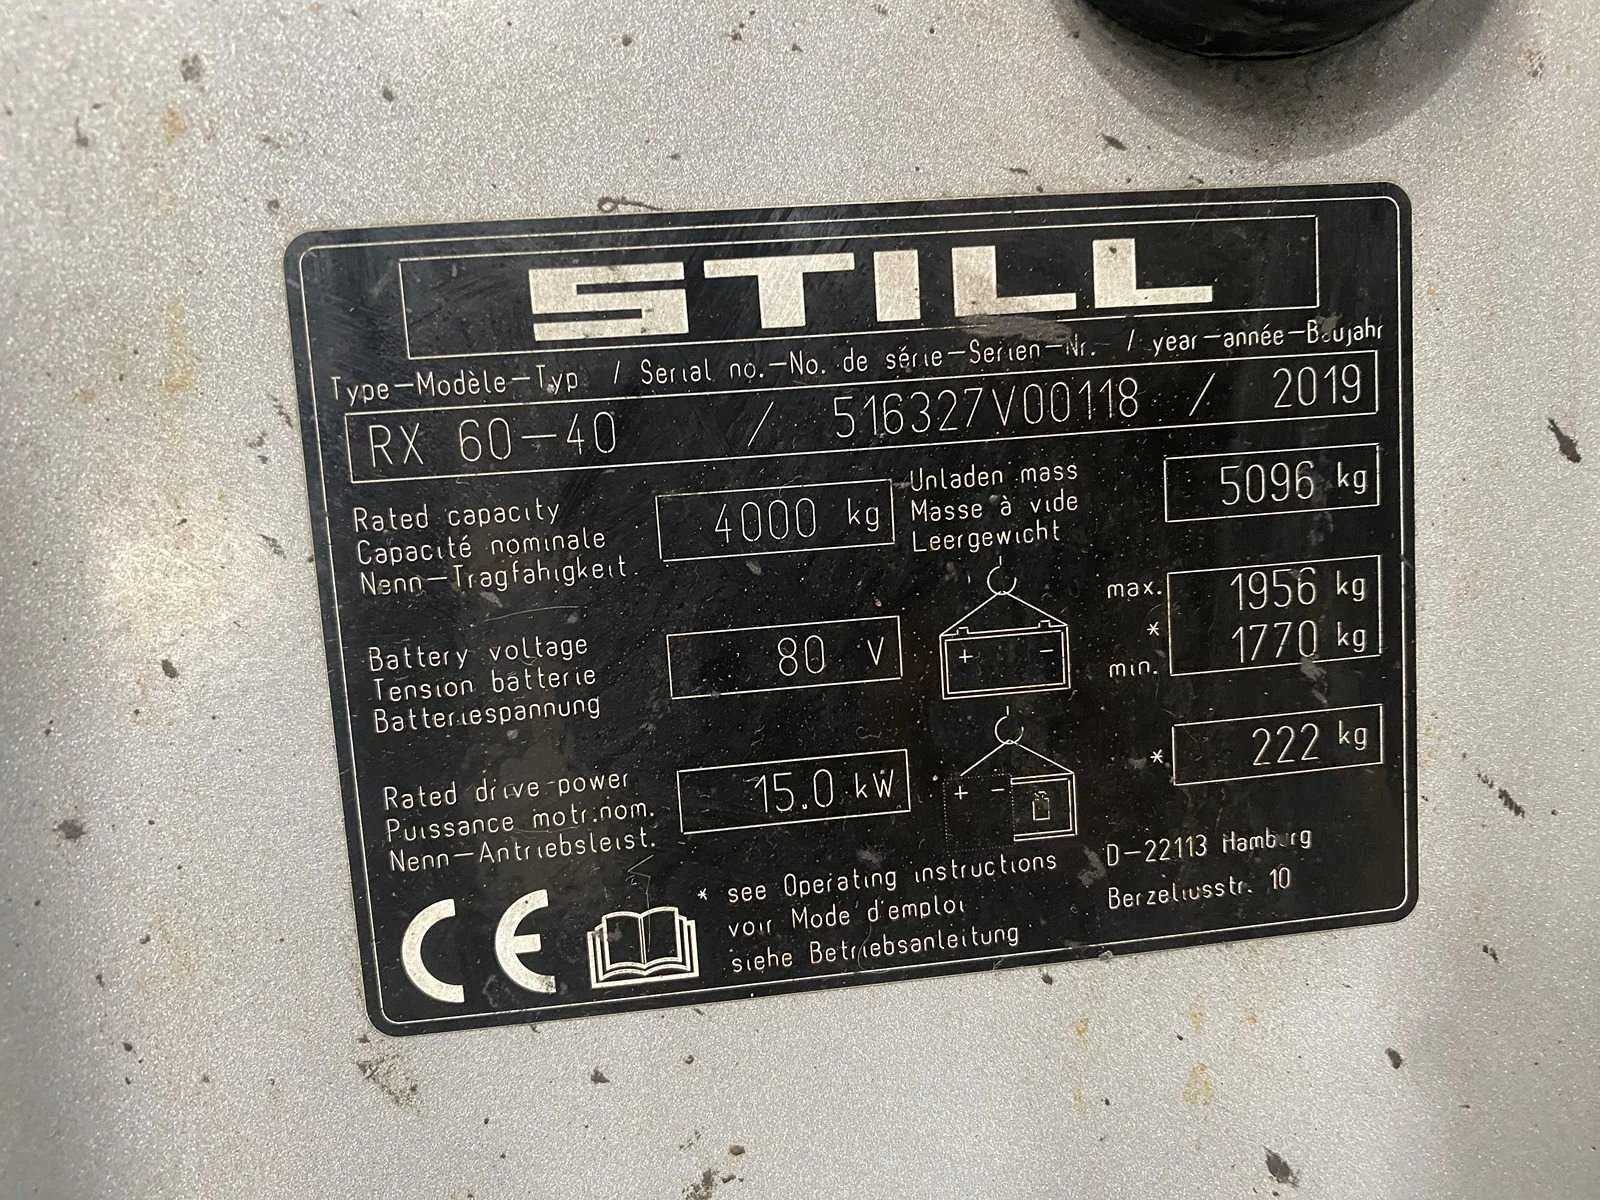 STILL
Type-Modèle-Typ / Serial no.-No. de série-Serien-Nr. / year-année-Baujahr
RX 60-40 / 516327V00118 / 2019
Rated capacity
Capacité nominale
Nenn-Tragfähigkeit
4000 kg
Unladen mass
Masse à vide
Leergewicht
5096 kg
Battery voltage
Tension batterie
Batteriespannung
80 V
+ -
max. 1956 kg
*
min. 1770 kg
Rated drive-power
Puissance motr.nom.
Nenn-Antriebsleist.
15.0 kW
+ -
* 222 kg
CE
* see Operating instructions
voir Mode d'emploi
siehe Betriebsanleitung
D-22113 Hamburg
Berzeliusstr. 10